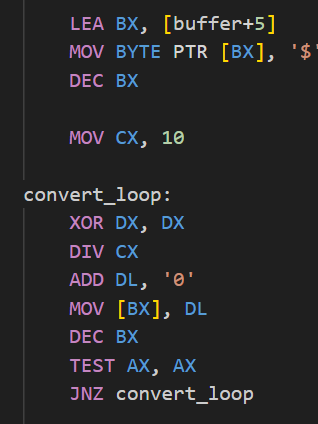 LEA BX, [buffer+5]
MOV BYTE PTR [BX], '$'
DEC BX
MOV CX, 10
convert_loop:
XOR DX, DX
DIV CX
ADD DL, '0'
MOV [BX], DL
DEC BX
TEST AX, AX
JNZ convert_loop